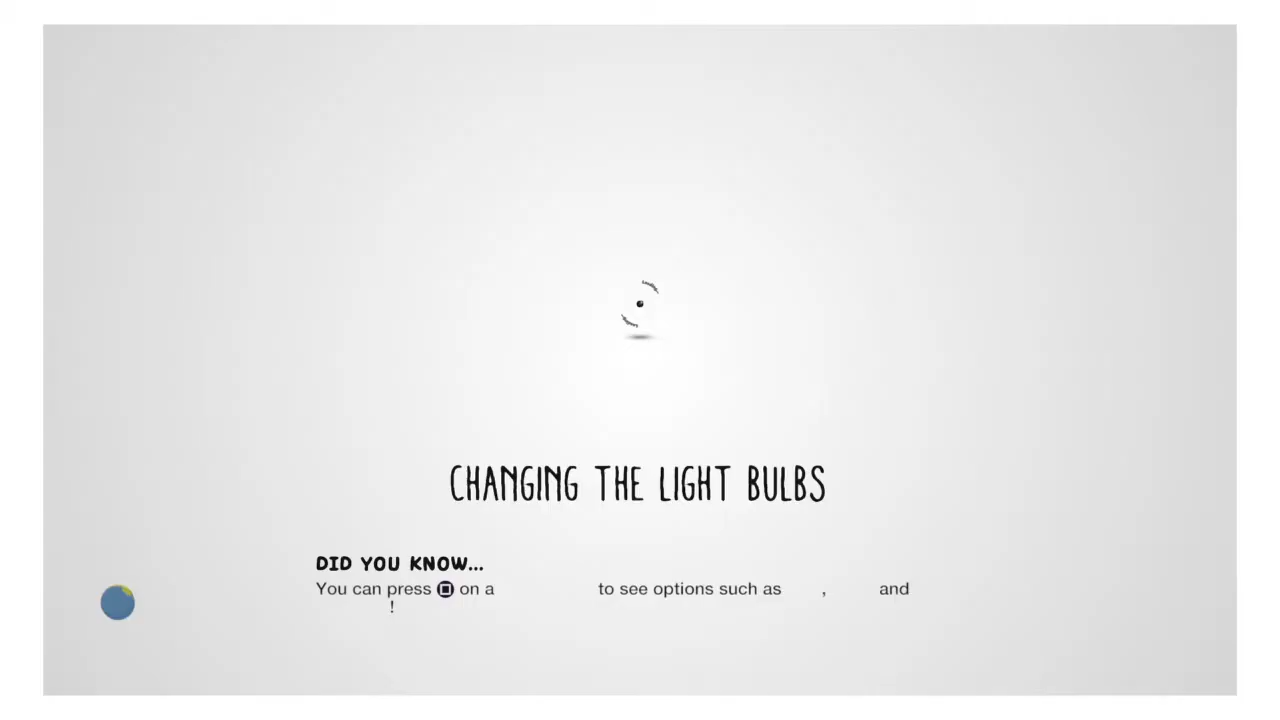 CHANGING THE LIGHT BULBS
DID YOU KNOW...
You can press on a to see options such as , and
!